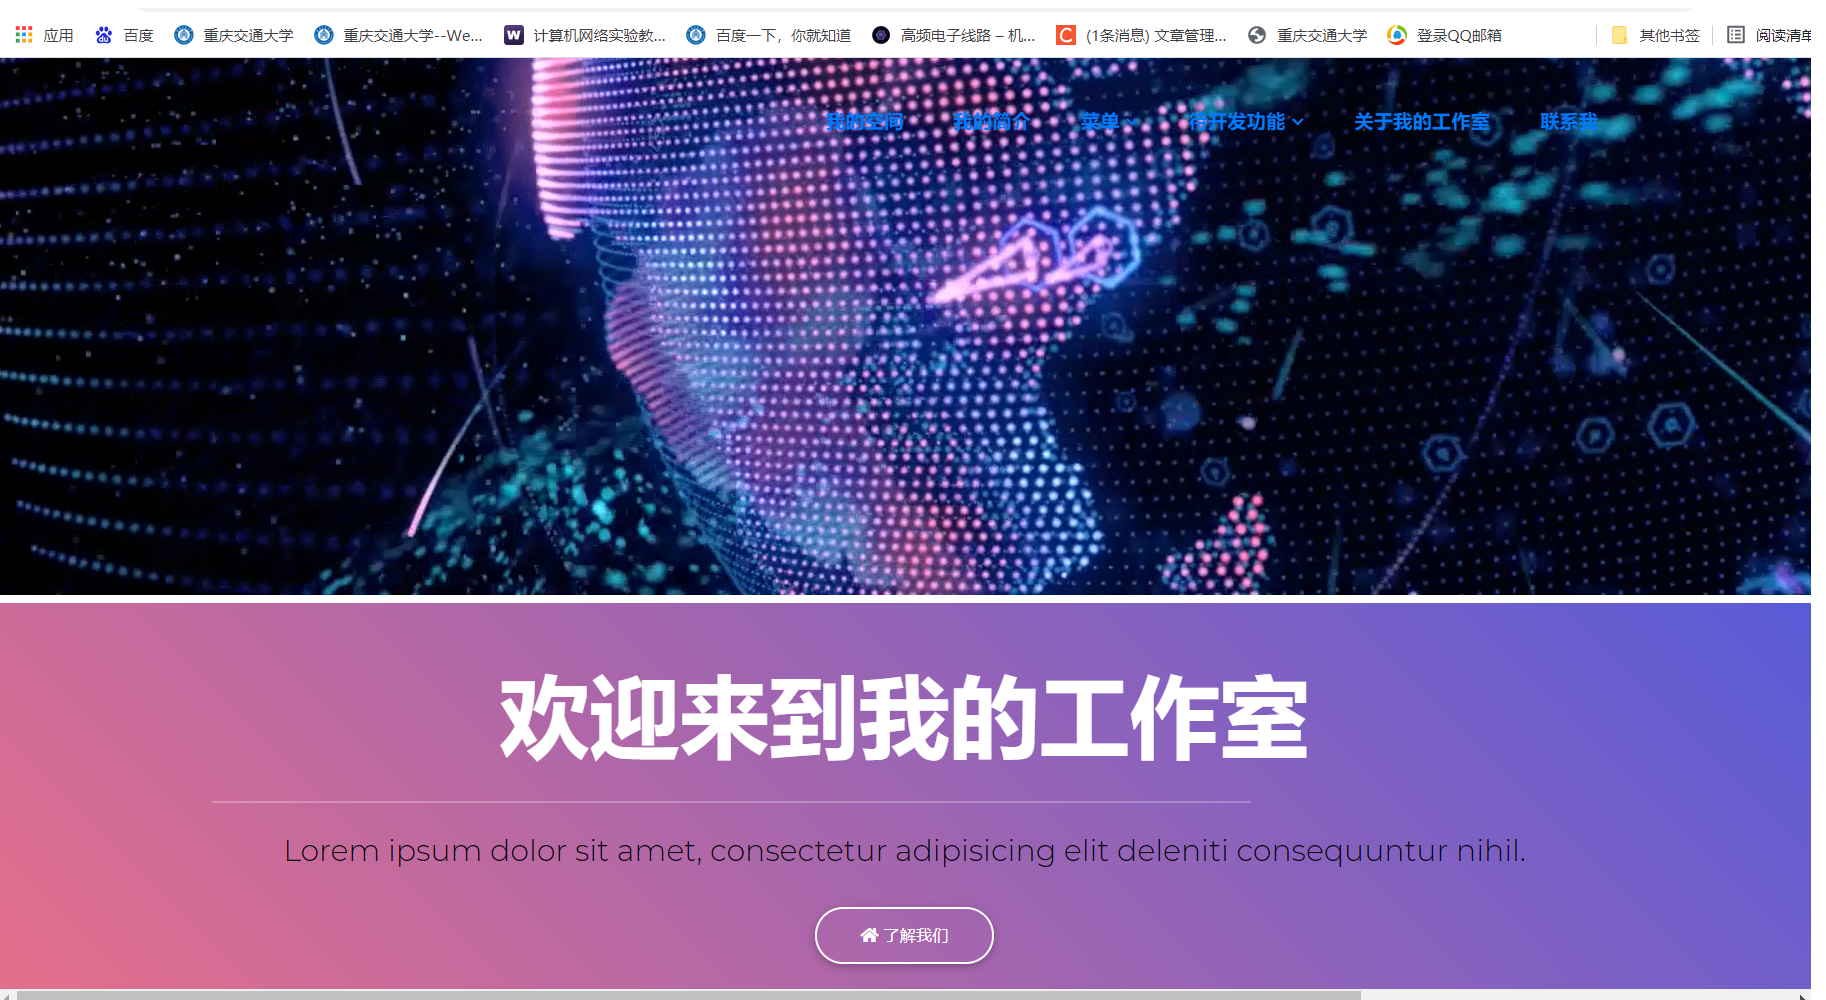 应用 百度 重庆交通大学 重庆交通大学--We... 计算机网络实验教... 百度一下，你就知道 高频电子线路 – 机... (1条消息) 文章管理... 重庆交通大学 登录QQ邮箱 其他书签 阅读清单
我的空间 我的简介 菜单 待开发功能 关于我的工作室 联系我
欢迎来到我的工作室
Lorem ipsum dolor sit amet, consectetur adipisicing elit deleniti consequuntur nihil.
了解我们